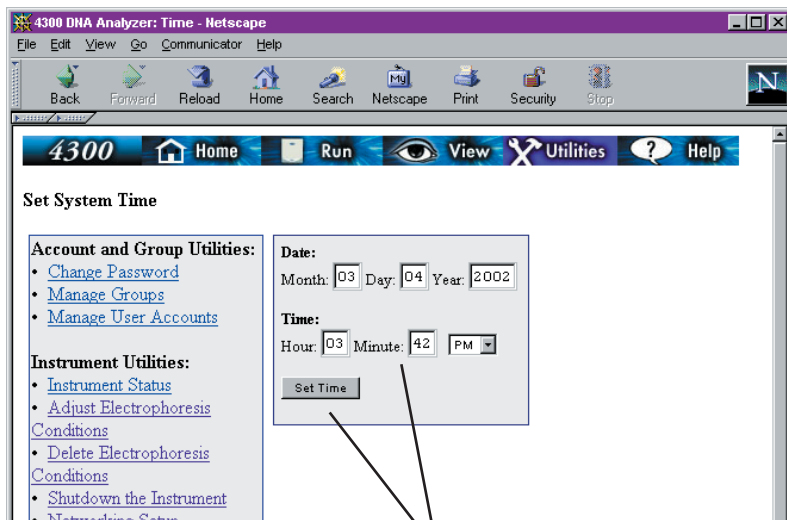 4300 DNA Analyzer: Time - Netscape
File Edit View Go Communicator Help
Back Forward Reload Home Search My Netscape Print Security Stop N
4300 Home Run View Utilities ? Help
Set System Time
Account and Group Utilities:
• Change Password
• Manage Groups
• Manage User Accounts
Instrument Utilities:
• Instrument Status
• Adjust Electrophoresis
Conditions
• Delete Electrophoresis
Conditions
• Shutdown the Instrument
• Networking Setup
Date:
Month: 03 Day: 04 Year: 2002
Time:
Hour: 03 Minute: 42 PM
Set Time